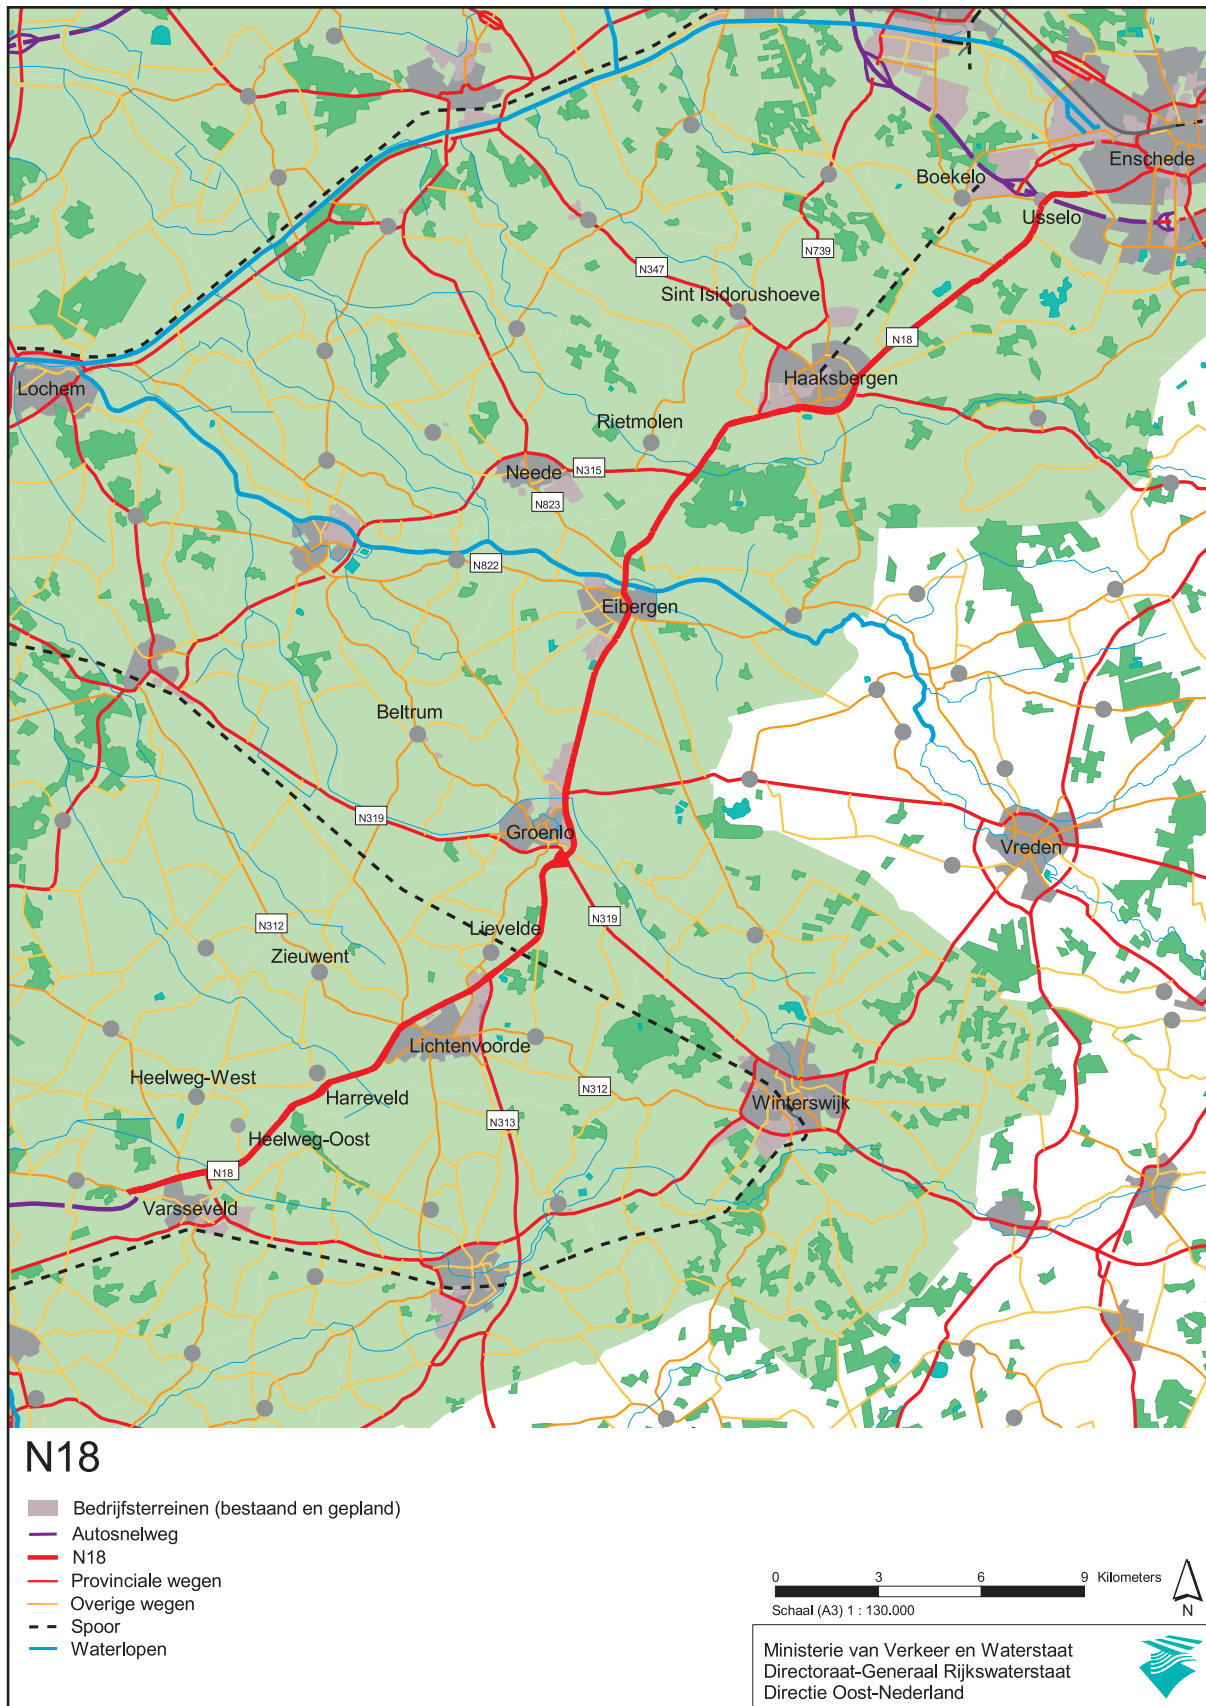 Enschede
Boekelo
Usselo
N739
N347
Sint Isidorushoeve
N18
Haaksbergen
Lochem
Rietmolen
Neede
N315
N823
N822
Eibergen
Beltrum
N319
Groenlo
Vreden
N312
N319
Lievelde
Zieuwent
Lichtenvoorde
Heelweg-West
Harreveld
N312
Winterswijk
N313
Heelweg-Oost
N18
Varsseveld
N18
Bedrijfsterreinen (bestaand en gepland)
Autosnelweg
N18
Provinciale wegen
Overige wegen
Spoor
Waterlopen
0 3 6 9 Kilometers
Schaal (A3) 1 : 130.000
N
Ministerie van Verkeer en Waterstaat
Directoraat-Generaal Rijkswaterstaat
Directie Oost-Nederland